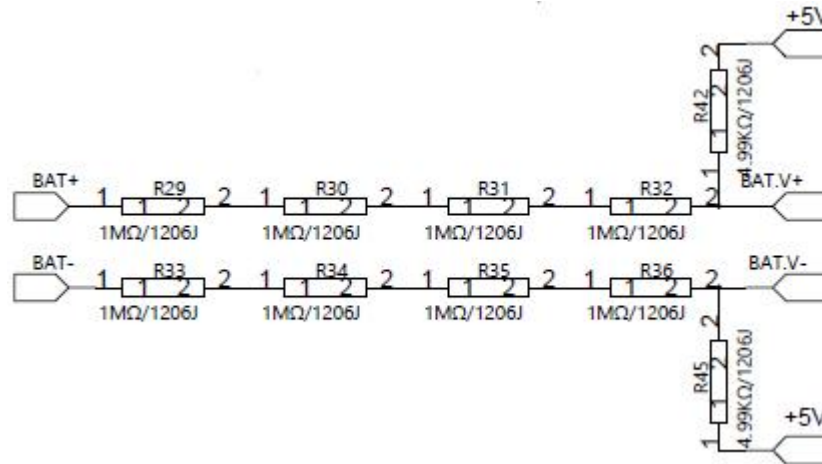 +5V
2
R42
1 2
4.99KΩ/1206J
1
BAT+
1 R29 2
1 2
1MΩ/1206J
1 R30 2
1 2
1MΩ/1206J
1 R31 2
1 2
1MΩ/1206J
1 R32 2
1 2
1MΩ/1206J
BAT.V+
BAT-
1 R33 2
1 2
1MΩ/1206J
1 R34 2
1 2
1MΩ/1206J
1 R35 2
1 2
1MΩ/1206J
1 R36 2
1 2
1MΩ/1206J
BAT.V-
2
R45
1 2
4.99KΩ/1206J
1
+5V